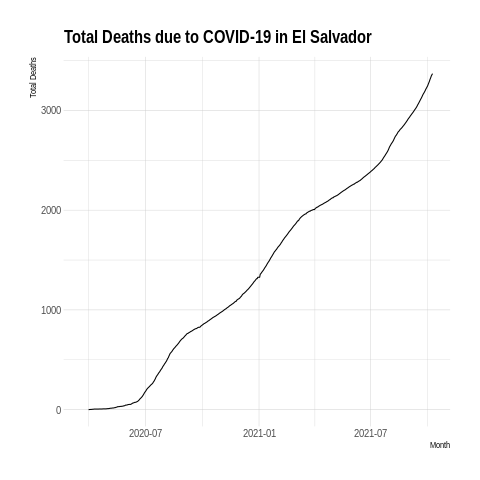 Total Deaths due to COVID-19 in El Salvador
Total Deaths
3000
2000
1000
0
2020-07 2021-01 2021-07
Month